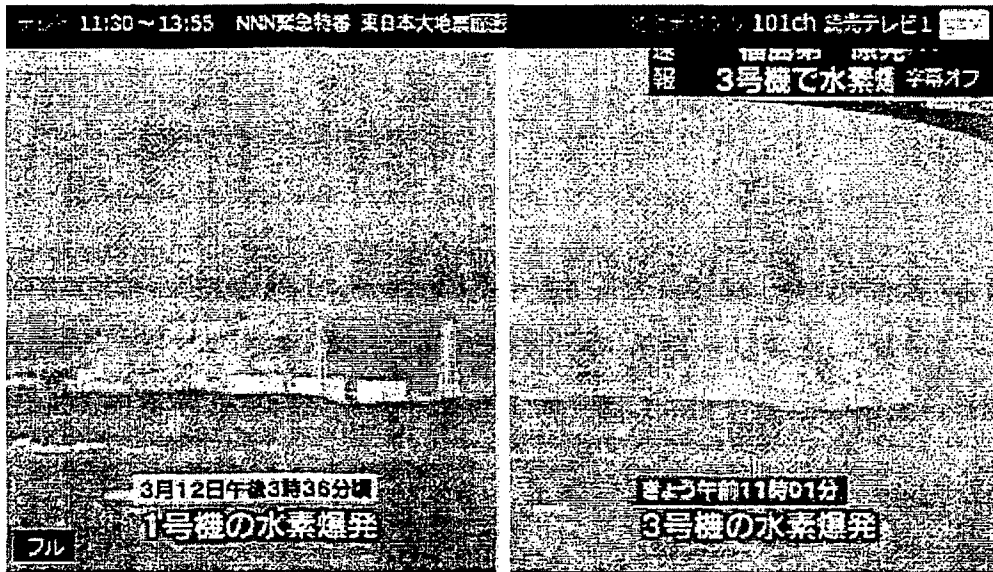 11:30～13:55 NNN緊急特番 東日本大地震
101ch 読売テレビ1
3号機で水素爆
字幕オフ
3月12日午後3時36分頃
1号機の水素爆発
フル
きょう午前11時01分
3号機の水素爆発